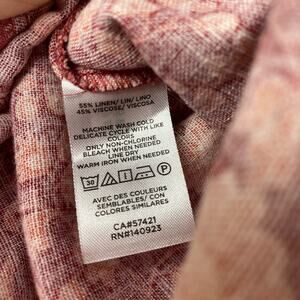 55% LINEN/ LIN/ LINO
45% VISCOSE/ VISCOSA
MACHINE WASH COLD
DELICATE CYCLE WITH LIKE
COLORS
ONLY NON-CHLORINE
BLEACH WHEN NEEDED
LINE DRY
WARM IRON WHEN NEEDED
30
AVEC DES COULEURS
SEMBLABLES/ CON
COLORES SIMILARES
CA#57421
RN#140923